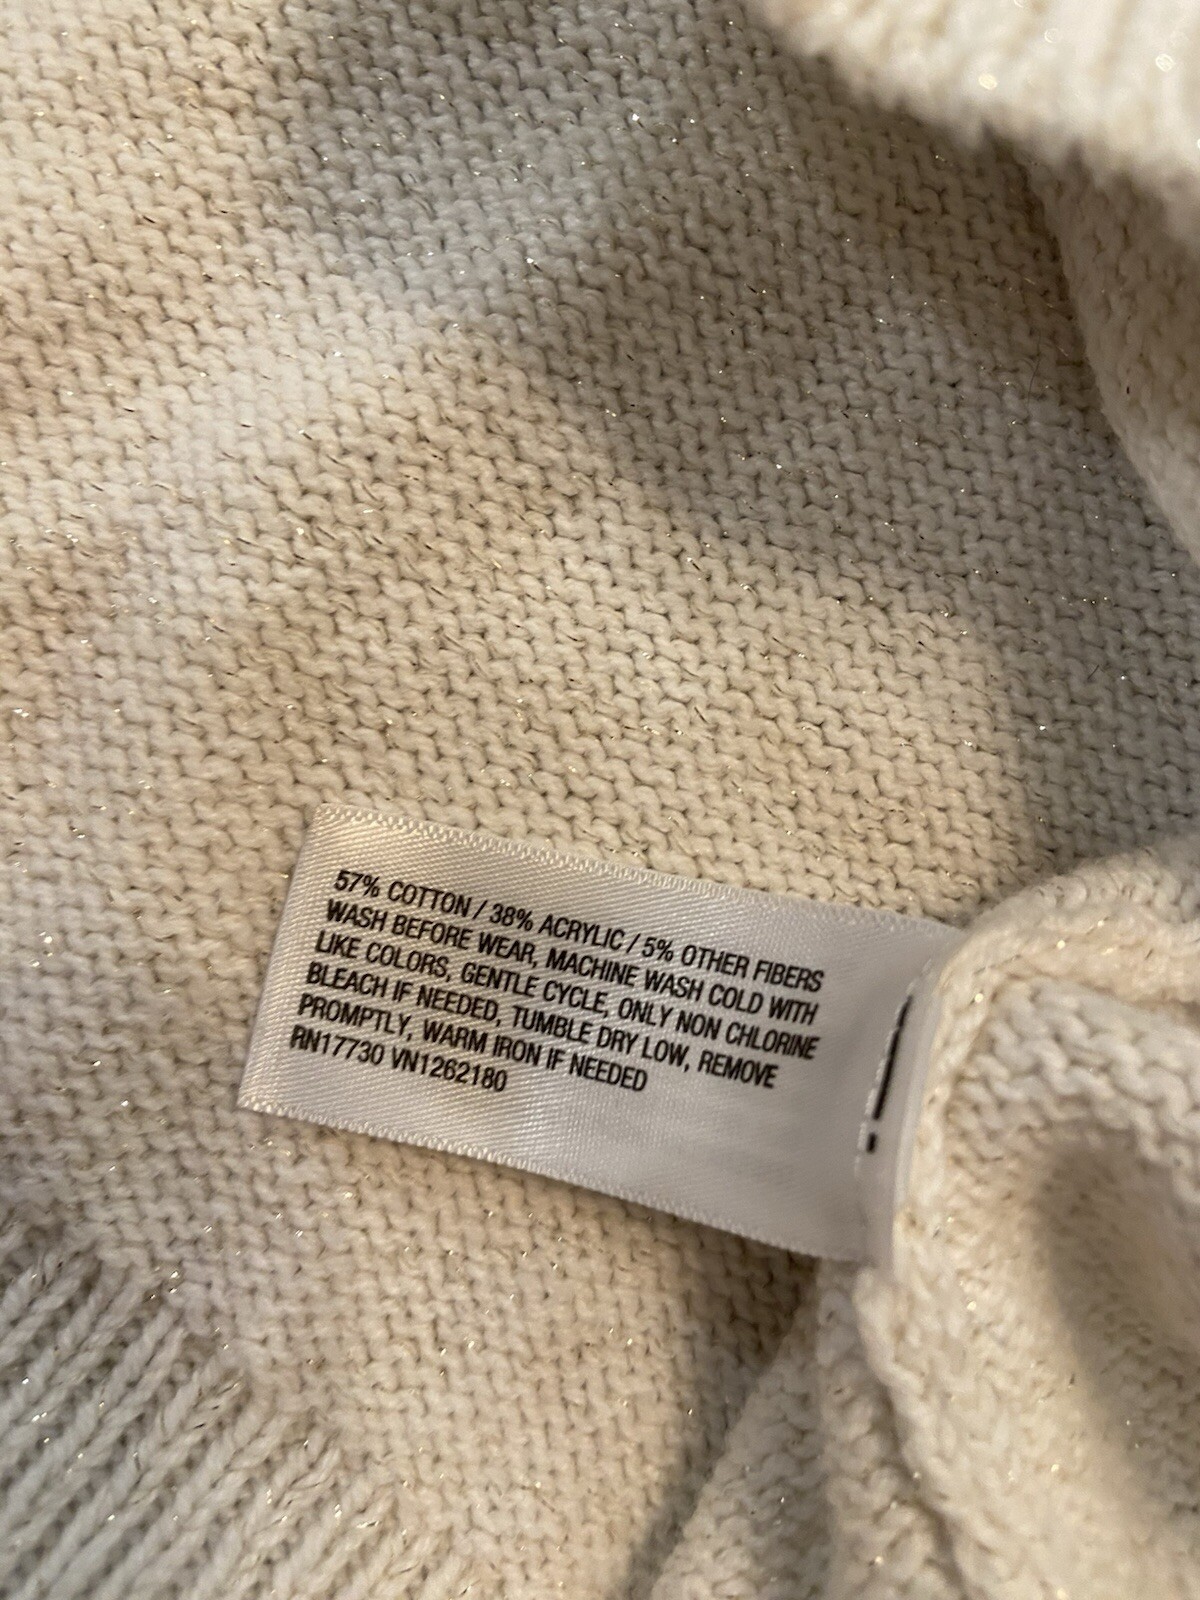 57% COTTON / 38% ACRYLIC / 5% OTHER FIBERS
WASH BEFORE WEAR, MACHINE WASH COLD WITH
LIKE COLORS, GENTLE CYCLE, ONLY NON CHLORINE
BLEACH IF NEEDED, TUMBLE DRY LOW, REMOVE
PROMPTLY, WARM IRON IF NEEDED
RN17730 VN1262180